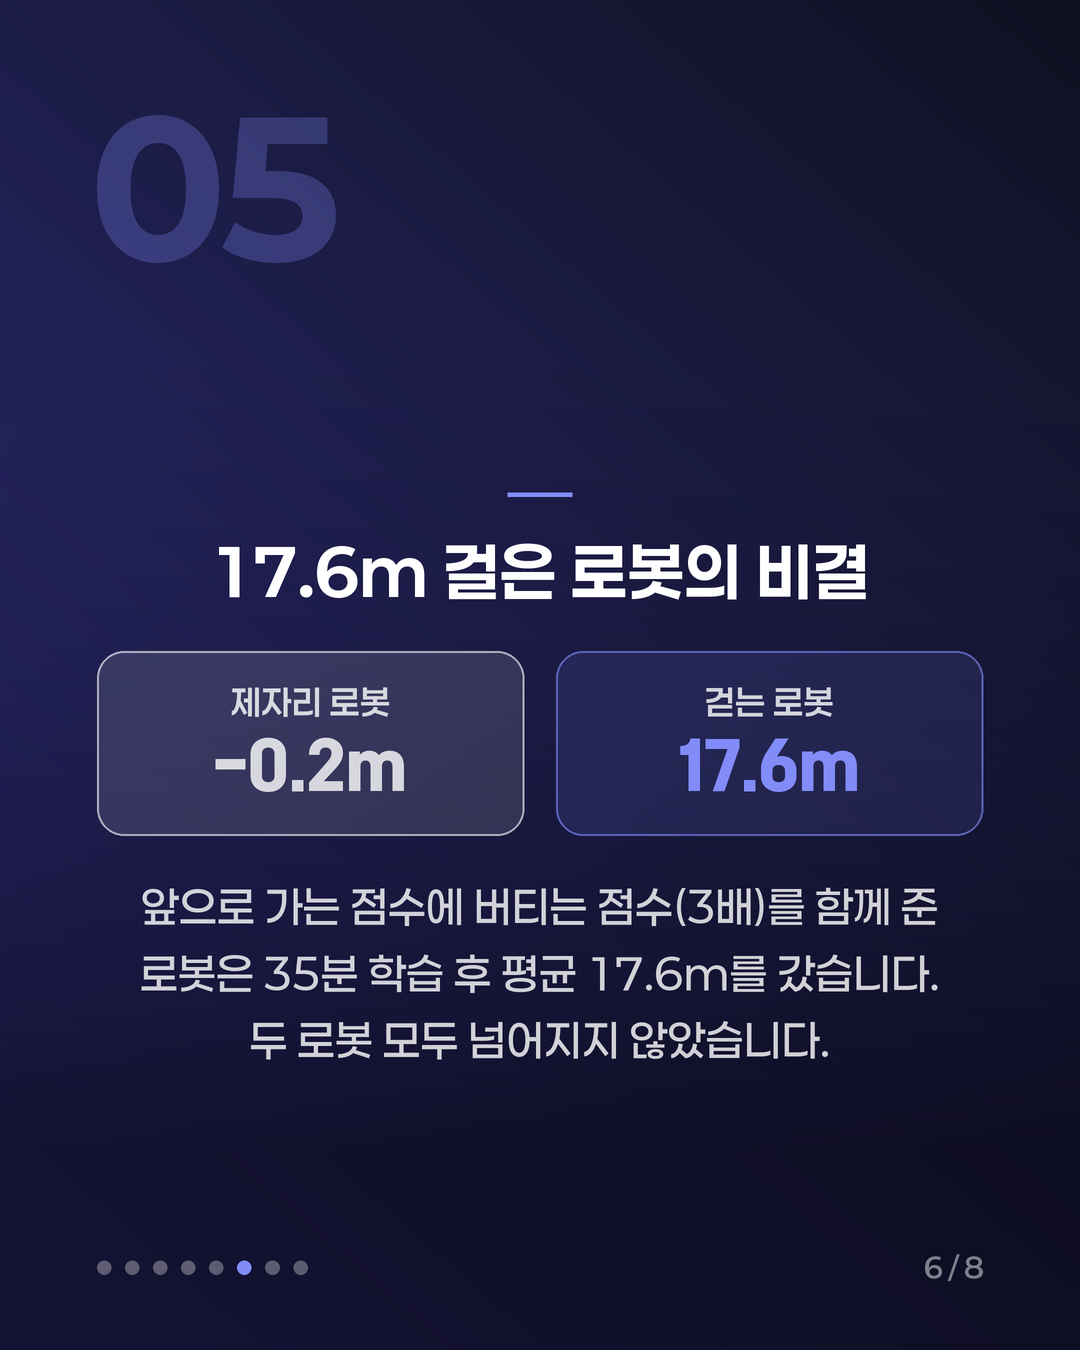 05
17.6m 걸은 로봇의 비결
제자리 로봇
-0.2m
걷는 로봇
17.6m
앞으로 가는 점수에 버티는 점수(3배)를 함께 준
로봇은 35분 학습 후 평균 17.6m를 갔습니다.
두 로봇 모두 넘어지지 않았습니다.
6/8